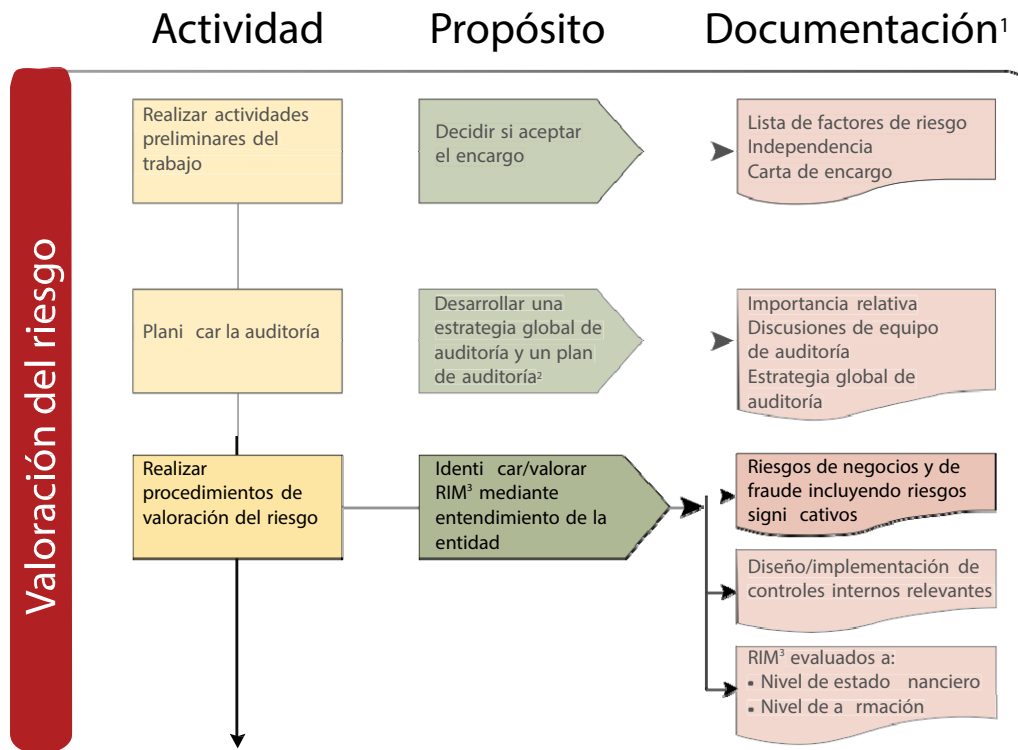 Actividad
Propósito
Documentación¹
Valoración del riesgo
Realizar actividades
preliminares del
trabajo
Decidir si aceptar
el encargo
Lista de factores de riesgo
Independencia
Carta de encargo
Plani car la auditoría
Desarrollar una
estrategia global de
auditoría y un plan
de auditoría²
Importancia relativa
Discusiones de equipo
de auditoría
Estrategia global de
auditoría
Realizar
procedimientos de
valoración del riesgo
Identi car/valorar
RIM³ mediante
entendimiento de la
entidad
Riesgos de negocios y de
fraude incluyendo riesgos
signi cativos
Diseño/implementación de
controles internos relevantes
RIM³ evaluados a:
▪ Nivel de estado nanciero
▪ Nivel de a rmación